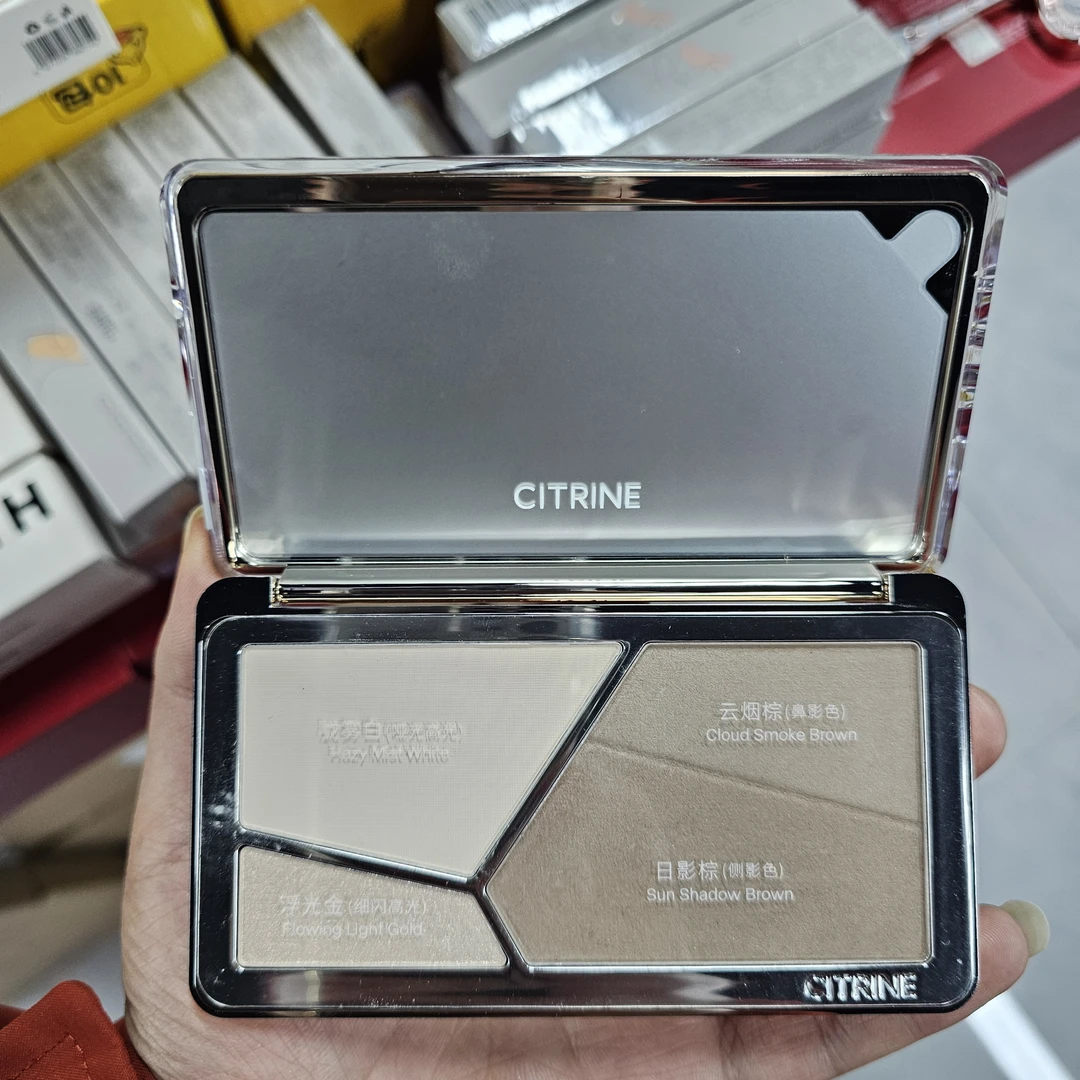 CITRINE
雾白(哑光高光)
Hazy Mist White
云烟棕(鼻影色)
Cloud Smoke Brown
日影棕(侧影色)
Sun Shadow Brown
浮光金(细闪高光)
Flowing Light Gold
CITRINE
H